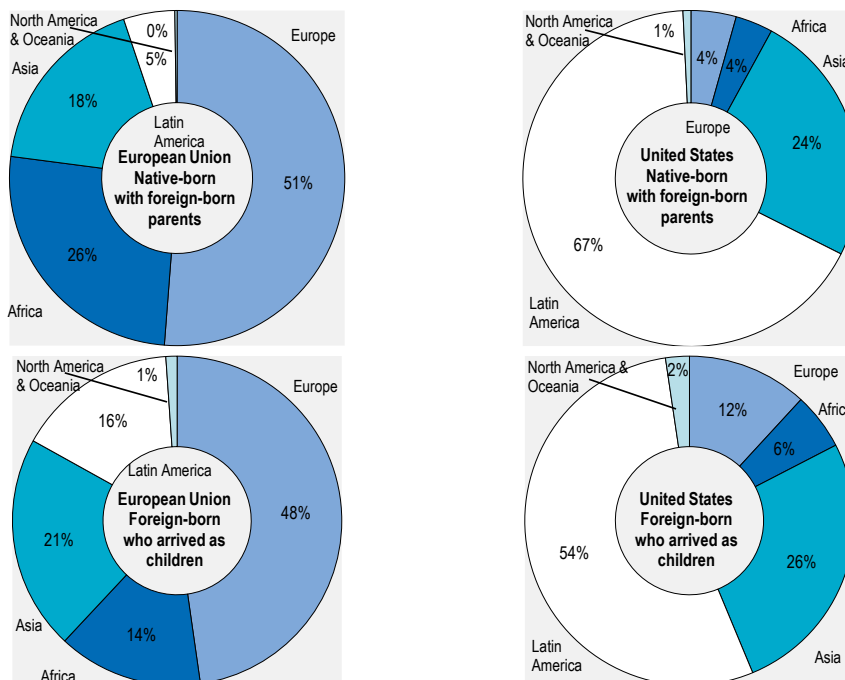 North America
& Oceania
0%
5%
Europe
Asia
18%
Latin
America
European Union
Native-born
with foreign-born
parents
51%
26%
Africa
North America
& Oceania
1%
4%
4%
Africa
Asia
Europe
24%
United States
Native-born
with foreign-born
parents
67%
Latin
America
North America
& Oceania
1%
Europe
16%
Latin America
European Union
Foreign-born
who arrived as
children
48%
21%
Asia
14%
Africa
North America &
Oceania
2%
Europe
12%
Africa
6%
United States
Foreign-born
who arrived as
children
54%
26%
Latin
America
Asia